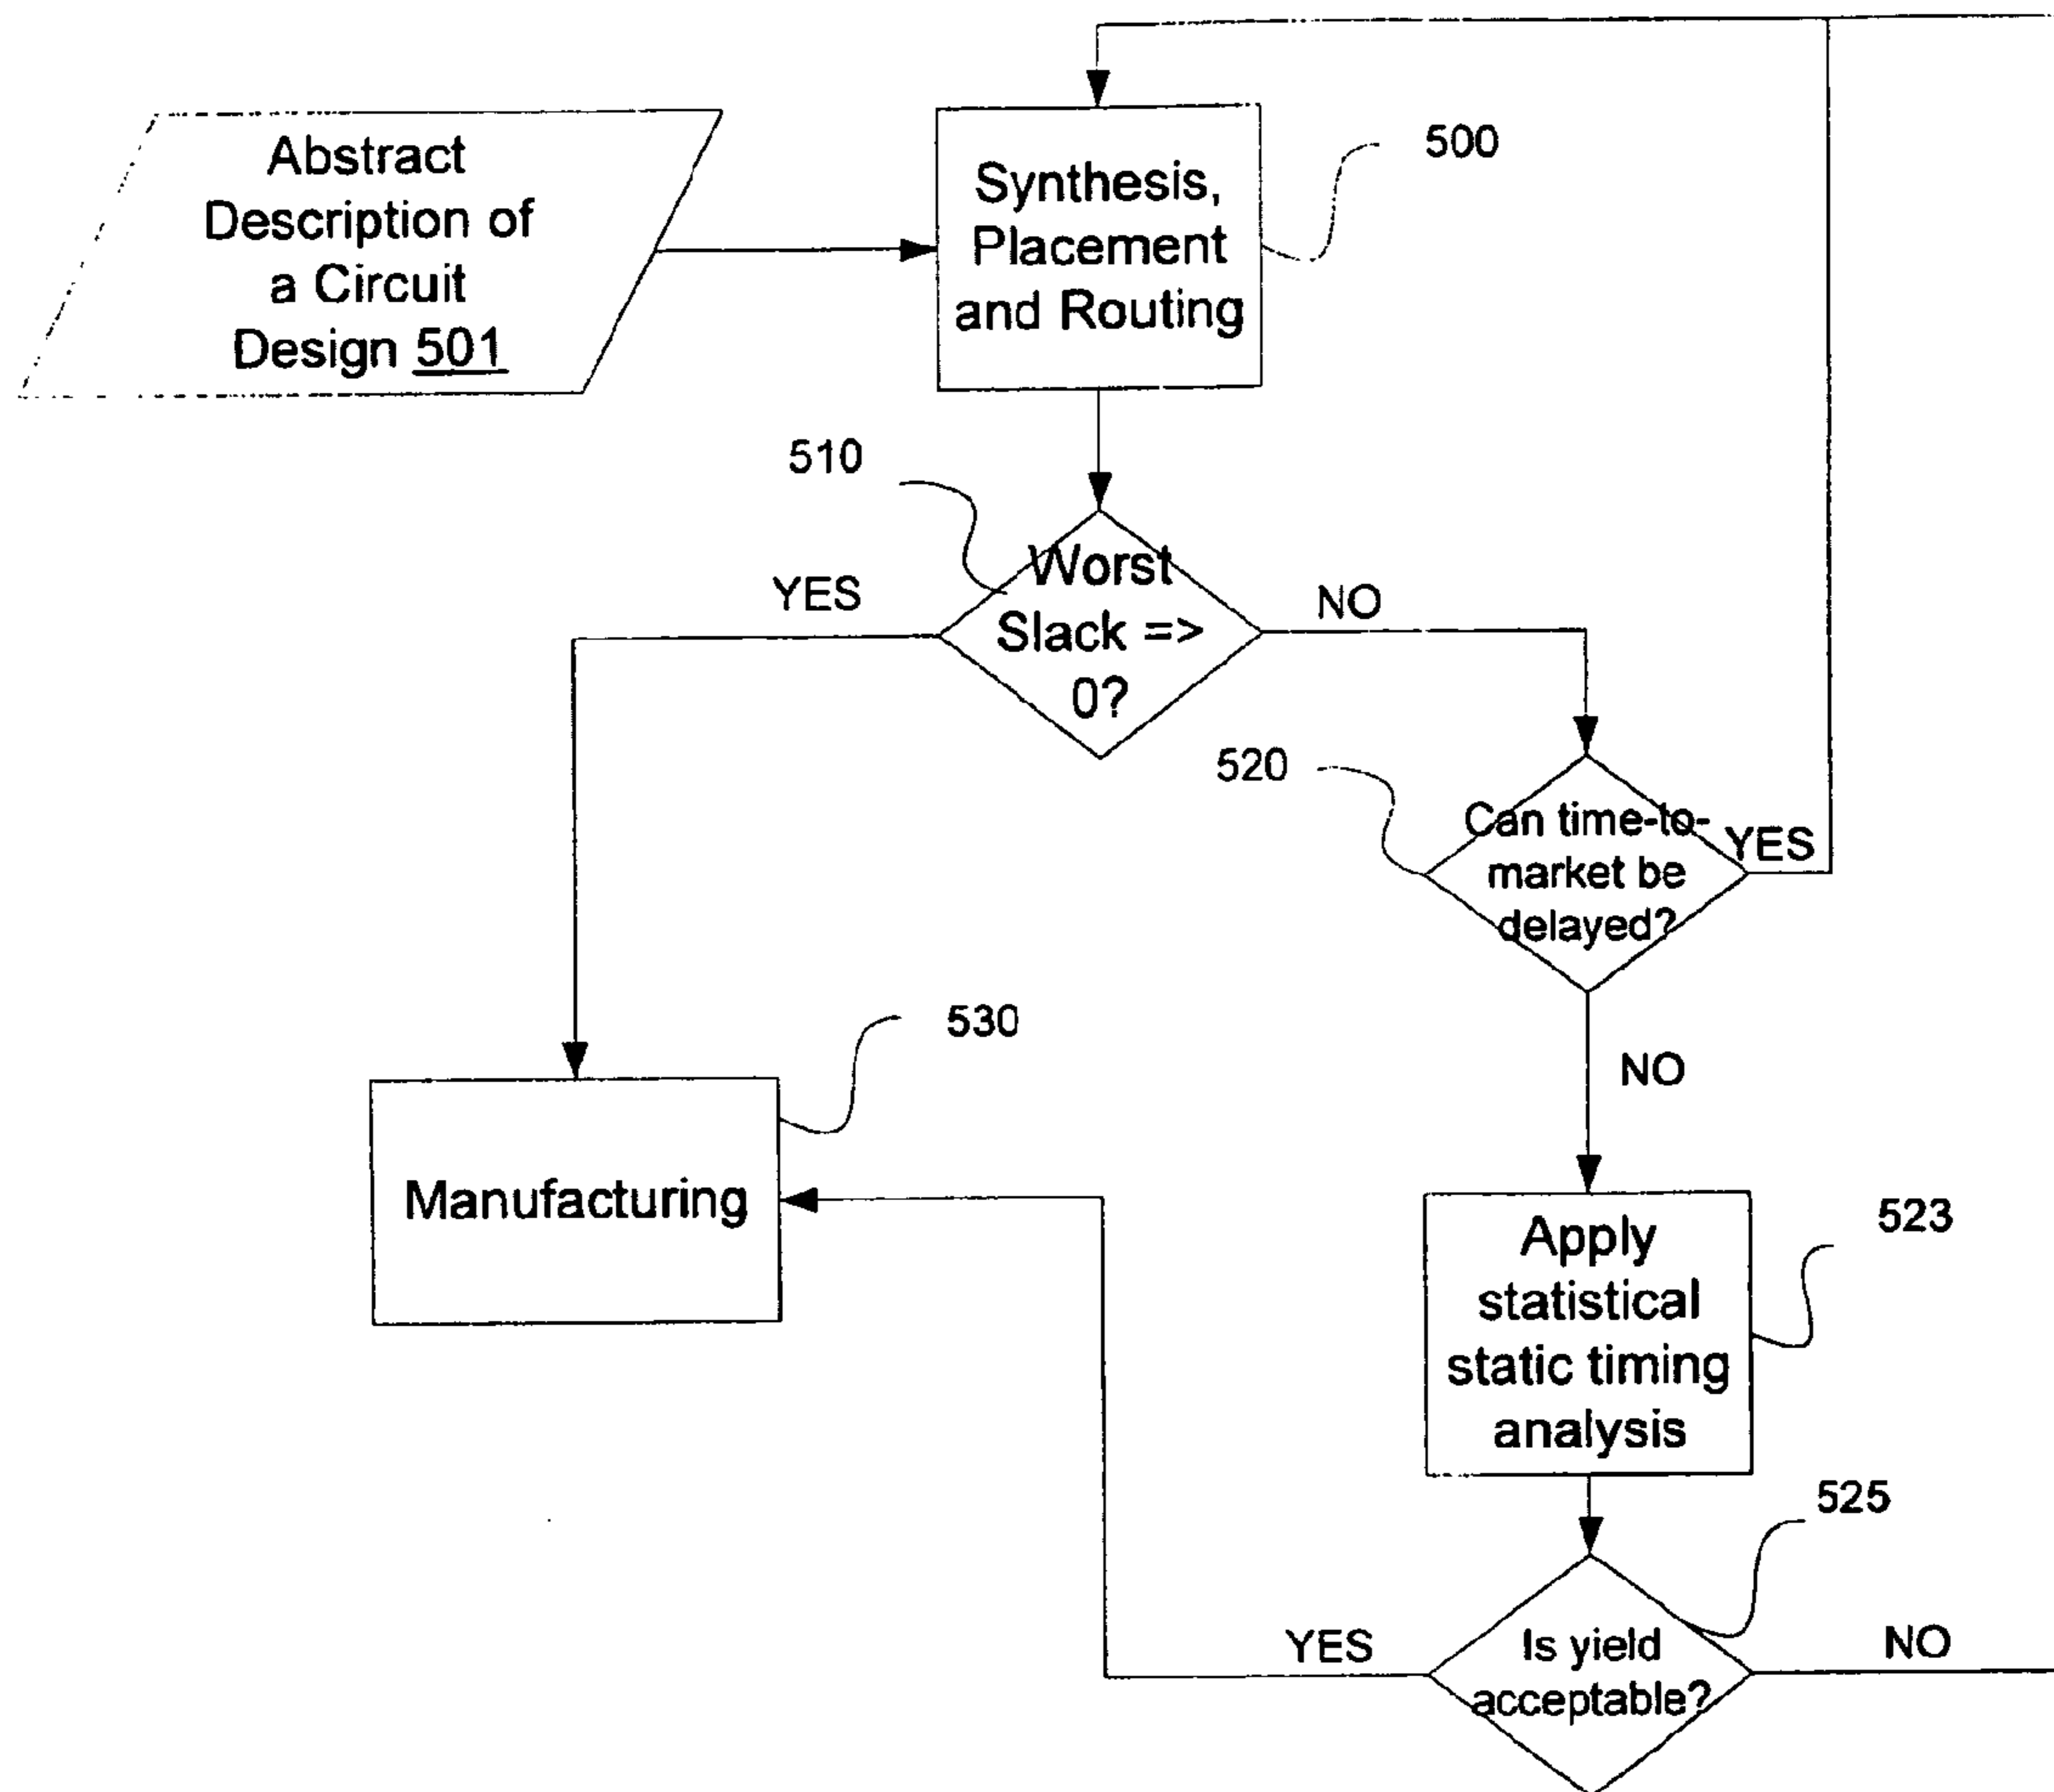 Abstract
Description of
a Circuit
Design 501
Synthesis,
Placement
and Routing
500
510
Worst
Slack =>
0?
YES
NO
520
Can time-to-
market be
delayed?
YES
NO
530
Manufacturing
523
Apply
statistical
static timing
analysis
525
Is yield
acceptable?
YES
NO